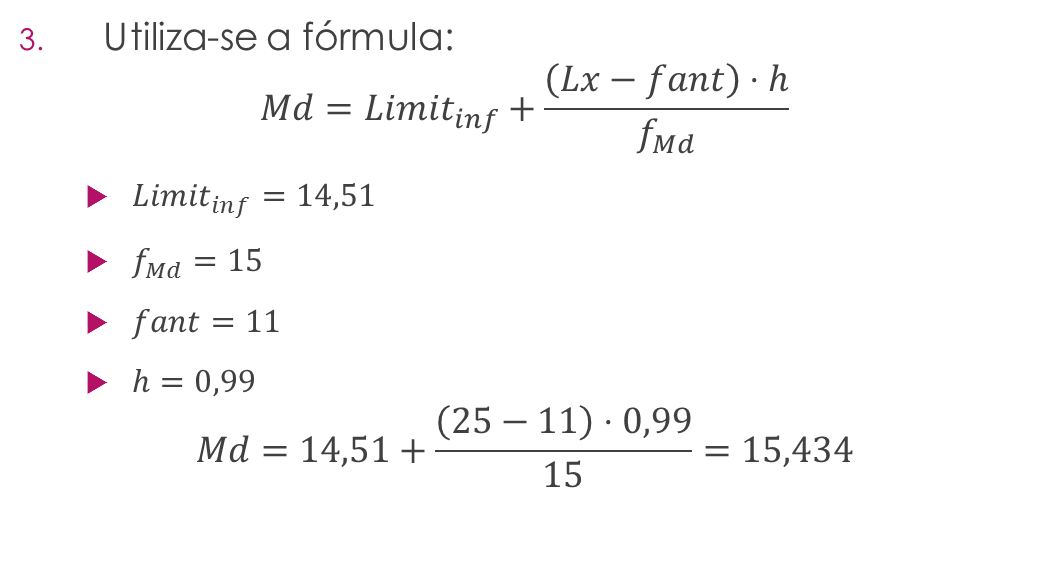 3. Utiliza-se a fórmula:
Md = Limit_inf + ((Lx − fant) · h) / f_Md
▶ Limit_inf = 14,51
▶ f_Md = 15
▶ fant = 11
▶ h = 0,99
Md = 14,51 + ((25 − 11) · 0,99) / 15 = 15,434